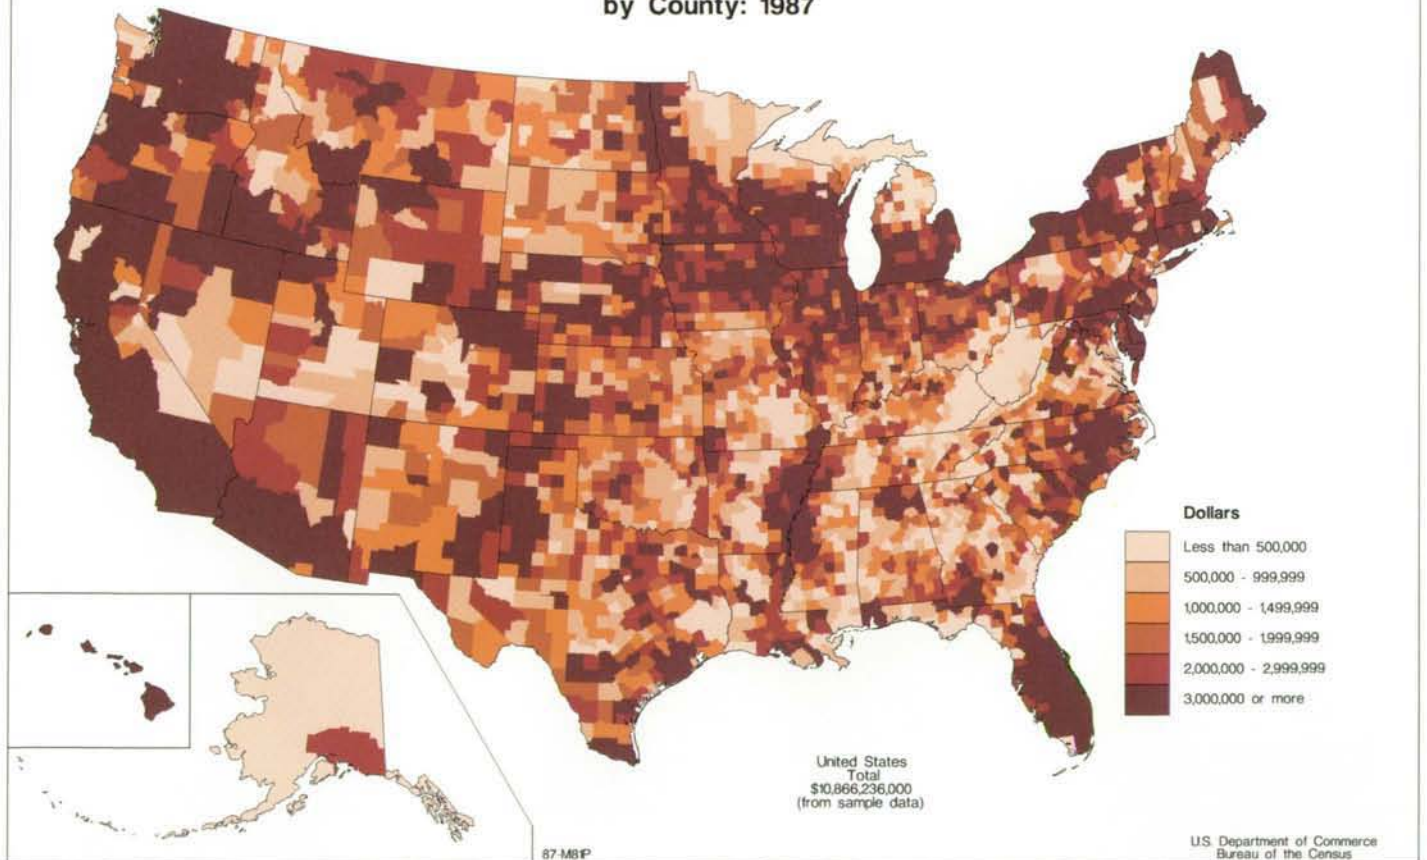 by County: 1987
Dollars
Less than 500,000
500,000 - 999,999
1,000,000 - 1,499,999
1,500,000 - 1,999,999
2,000,000 - 2,999,999
3,000,000 or more
United States
Total
$10,866,236,000
(from sample data)
87-M81P
U.S. Department of Commerce
Bureau of the Census